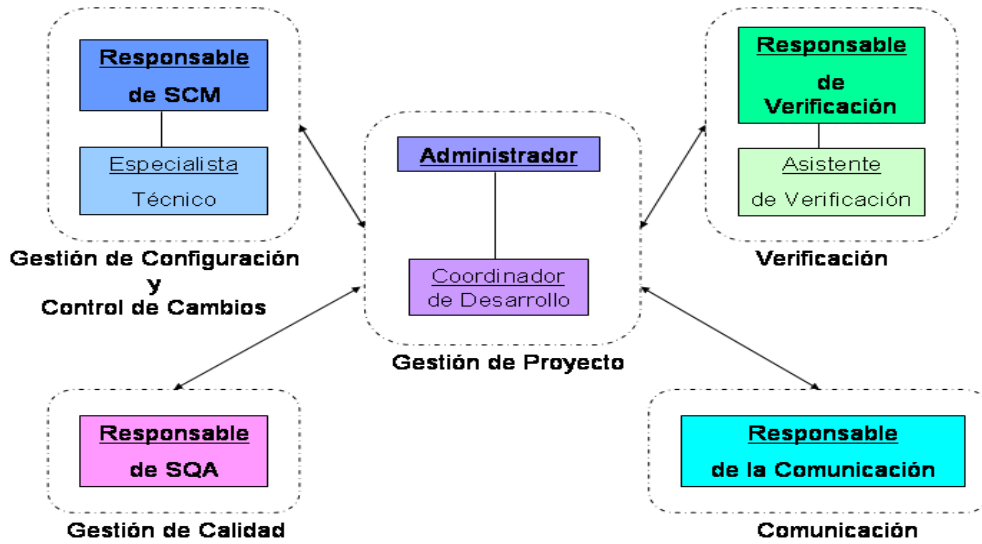 Responsable
de SCM
Especialista
Técnico
Gestión de Configuración
y
Control de Cambios
Administrador
Coordinador
de Desarrollo
Gestión de Proyecto
Responsable
de
Verificación
Asistente
de Verificación
Verificación
Responsable
de SQA
Gestión de Calidad
Responsable
de la Comunicación
Comunicación